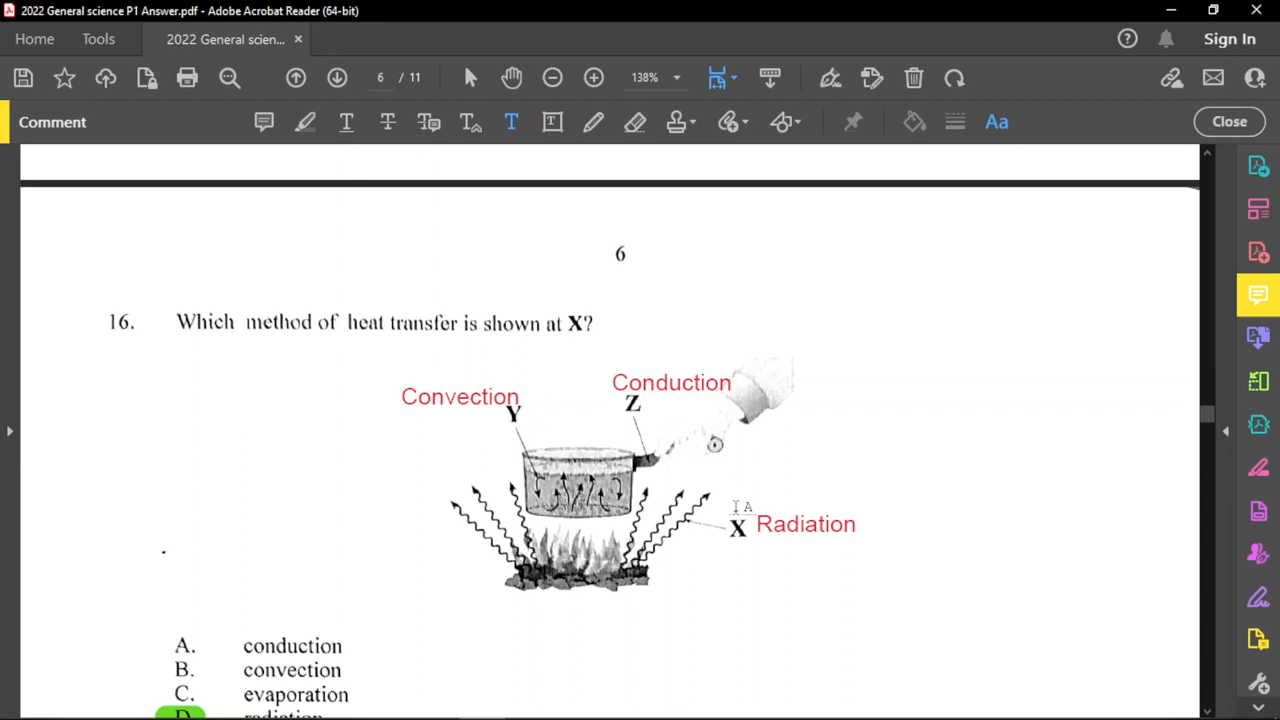 2022 General science P1 Answer.pdf - Adobe Acrobat Reader (64-bit)
Home Tools 2022 General scien... × Sign In
6 / 11 138%
Comment Close
6
16. Which method of heat transfer is shown at X?
Convection Conduction
Y Z
X Radiation
A. conduction
B. convection
C. evaporation
D. radiation